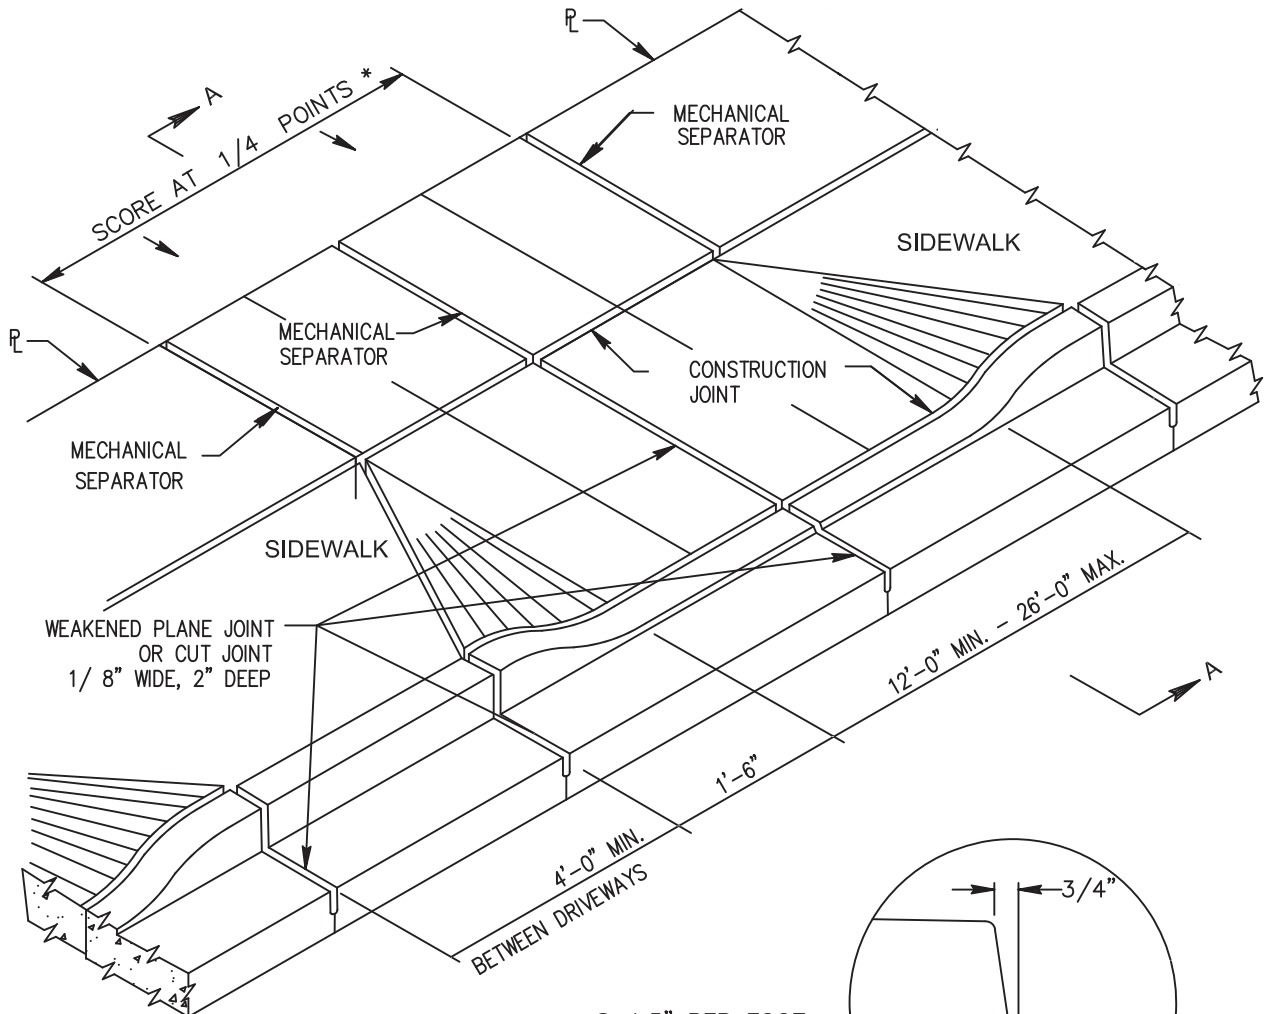 ℄
A
SCORE AT 1/4 POINTS *
MECHANICAL
SEPARATOR
SIDEWALK
MECHANICAL
SEPARATOR
CONSTRUCTION
JOINT
MECHANICAL
SEPARATOR
SIDEWALK
WEAKENED PLANE JOINT
OR CUT JOINT
1/ 8" WIDE, 2" DEEP
12'-0" MIN. - 26'-0" MAX.
A
1'-6"
4'-0" MIN.
BETWEEN DRIVEWAYS
3/4"